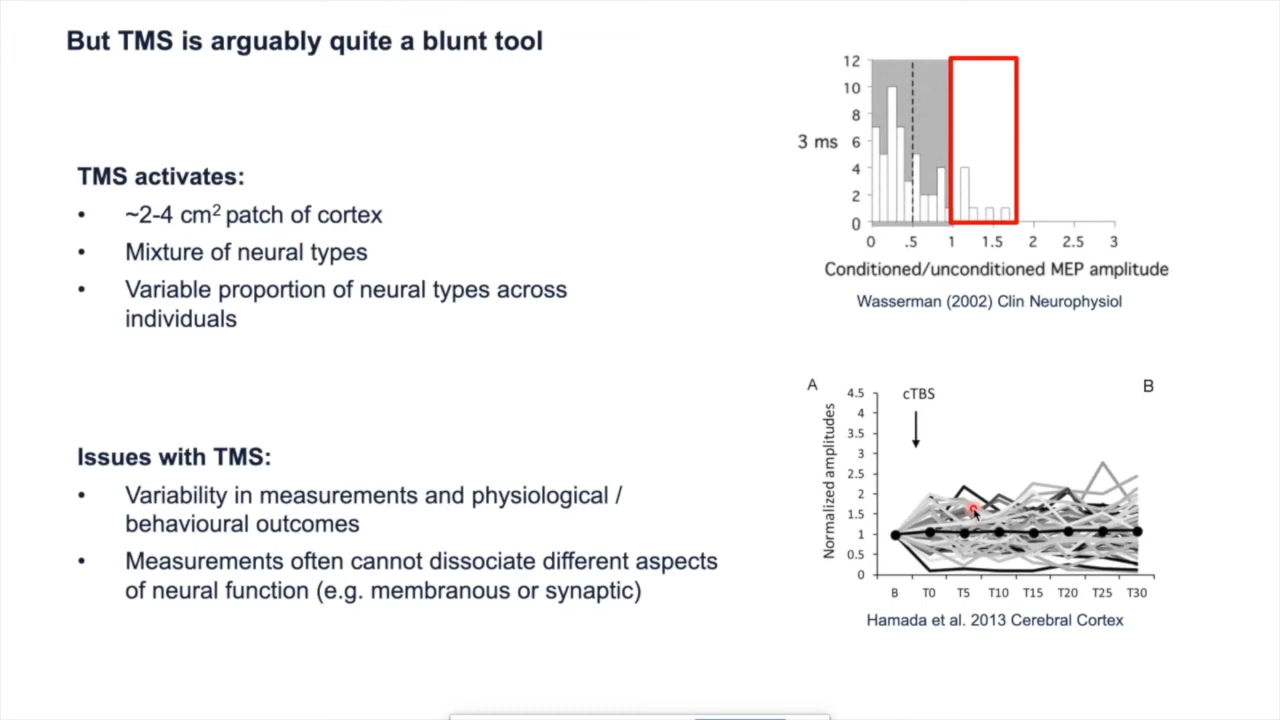 But TMS is arguably quite a blunt tool
TMS activates:
• ~2-4 cm² patch of cortex
• Mixture of neural types
• Variable proportion of neural types across
individuals
Issues with TMS:
• Variability in measurements and physiological /
behavioural outcomes
• Measurements often cannot dissociate different aspects
of neural function (e.g. membranous or synaptic)
12
10
8
3 ms 6
4
2
0
0 .5 1 1.5 2 2.5 3
Conditioned/unconditioned MEP amplitude
Wasserman (2002) Clin Neurophysiol
A B
cTBS
Normalized amplitudes
4.5
4
3.5
3
2.5
2
1.5
1
0.5
0
B T0 T5 T10 T15 T20 T25 T30
Hamada et al. 2013 Cerebral Cortex